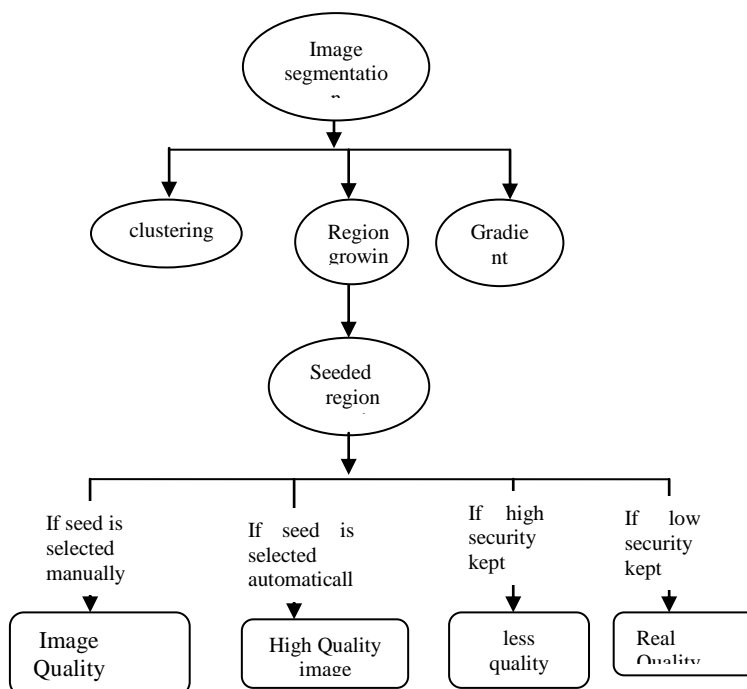 Image
segmentatio
n
clustering
Region
growin
Gradie
nt
Seeded
region
If seed is
selected
manually
If seed is
selected
automaticall
If high
security
kept
If low
security
kept
Image
Quality
High Quality
image
less
quality
Real
Quality